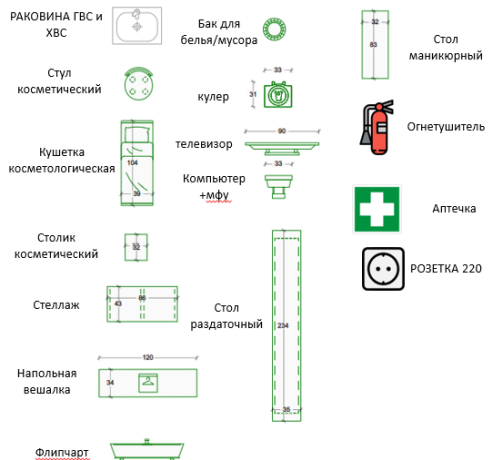 РАКОВИНА ГВС и
ХВС
Стул
косметический
Кушетка
косметологическая
104
39
Столик
косметический
32
Стеллаж
86
43
120
Напольная
вешалка
34
Флипчарт
Бак для
белья/мусора
33
кулер
31
90
телевизор
33
Компьютер
+мфу
Стол
раздаточный
234
35
32
83
Стол
маникюрный
Огнетушитель
Аптечка
РОЗЕТКА 220